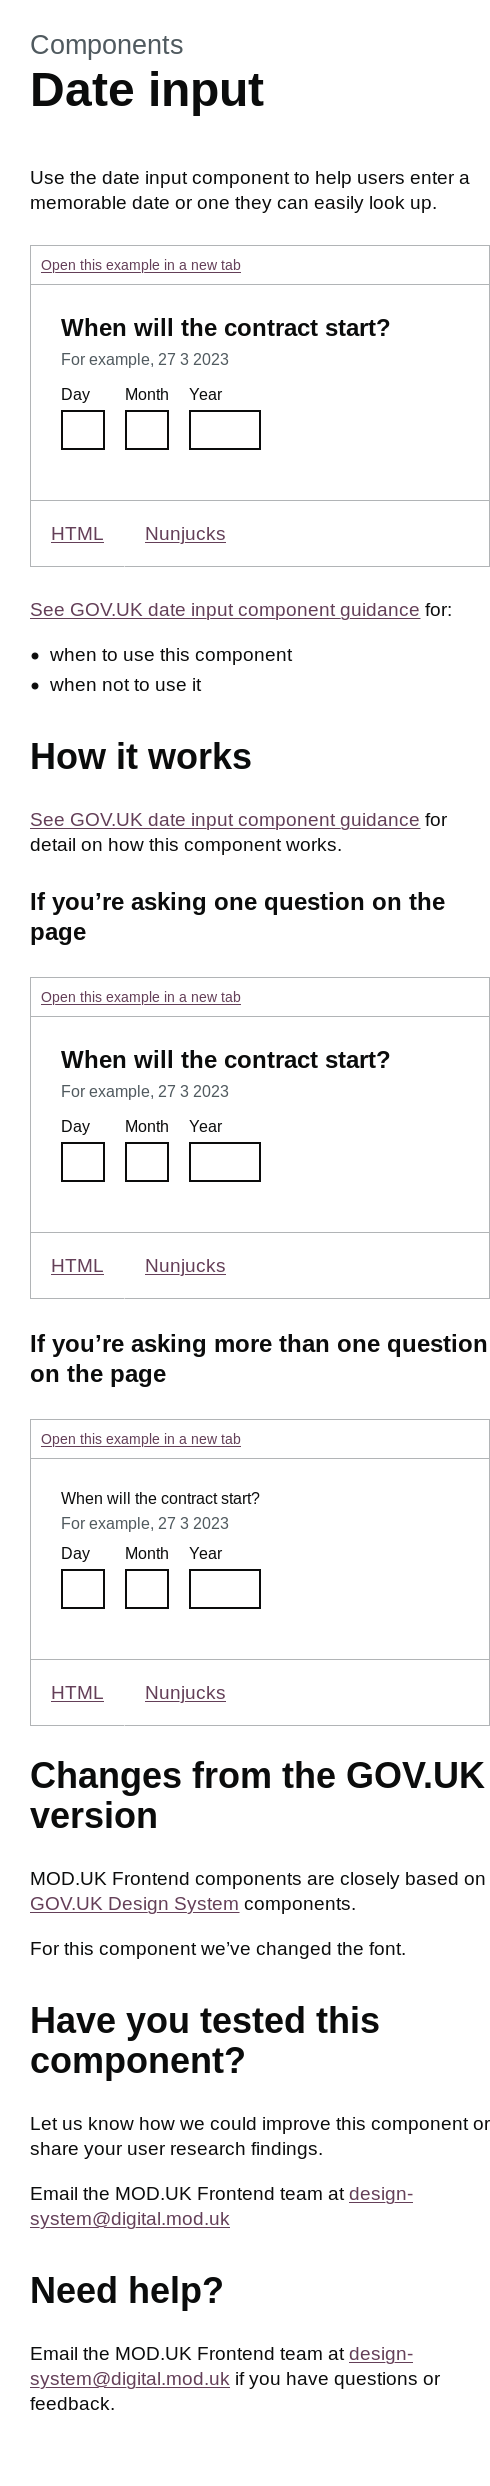 Components
Date input
Use the date input component to help users enter a
memorable date or one they can easily look up.
Open this example in a new tab
When will the contract start?
For example, 27 3 2023
Day Month Year
HTML Nunjucks
See GOV.UK date input component guidance for:
• when to use this component
• when not to use it
How it works
See GOV.UK date input component guidance for
detail on how this component works.
If you’re asking one question on the
page
Open this example in a new tab
When will the contract start?
For example, 27 3 2023
Day Month Year
HTML Nunjucks
If you’re asking more than one question
on the page
Open this example in a new tab
When will the contract start?
For example, 27 3 2023
Day Month Year
HTML Nunjucks
Changes from the GOV.UK
version
MOD.UK Frontend components are closely based on
GOV.UK Design System components.
For this component we’ve changed the font.
Have you tested this
component?
Let us know how we could improve this component or
share your user research findings.
Email the MOD.UK Frontend team at design-
system@digital.mod.uk
Need help?
Email the MOD.UK Frontend team at design-
system@digital.mod.uk if you have questions or
feedback.